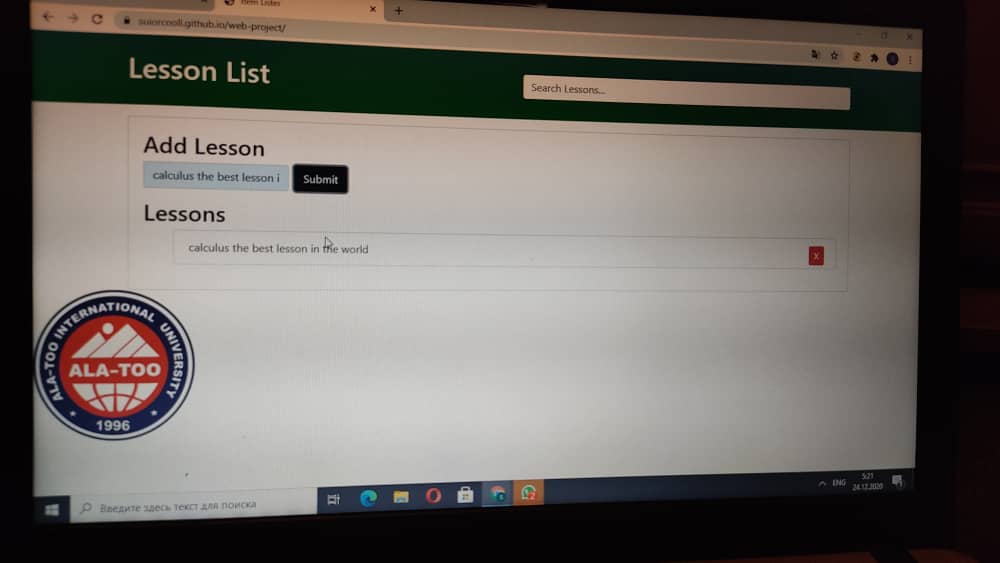 Item Lister
suiorcnoll.github.io/web-project/
Lesson List
Search Lessons...
Add Lesson
calculus the best lesson i
Submit
Lessons
calculus the best lesson in the world
X
ALA-TOO INTERNATIONAL UNIVERSITY
ALA-TOO
1996
Введите здесь текст для поиска
2
ENG
5:21
24.12.2020